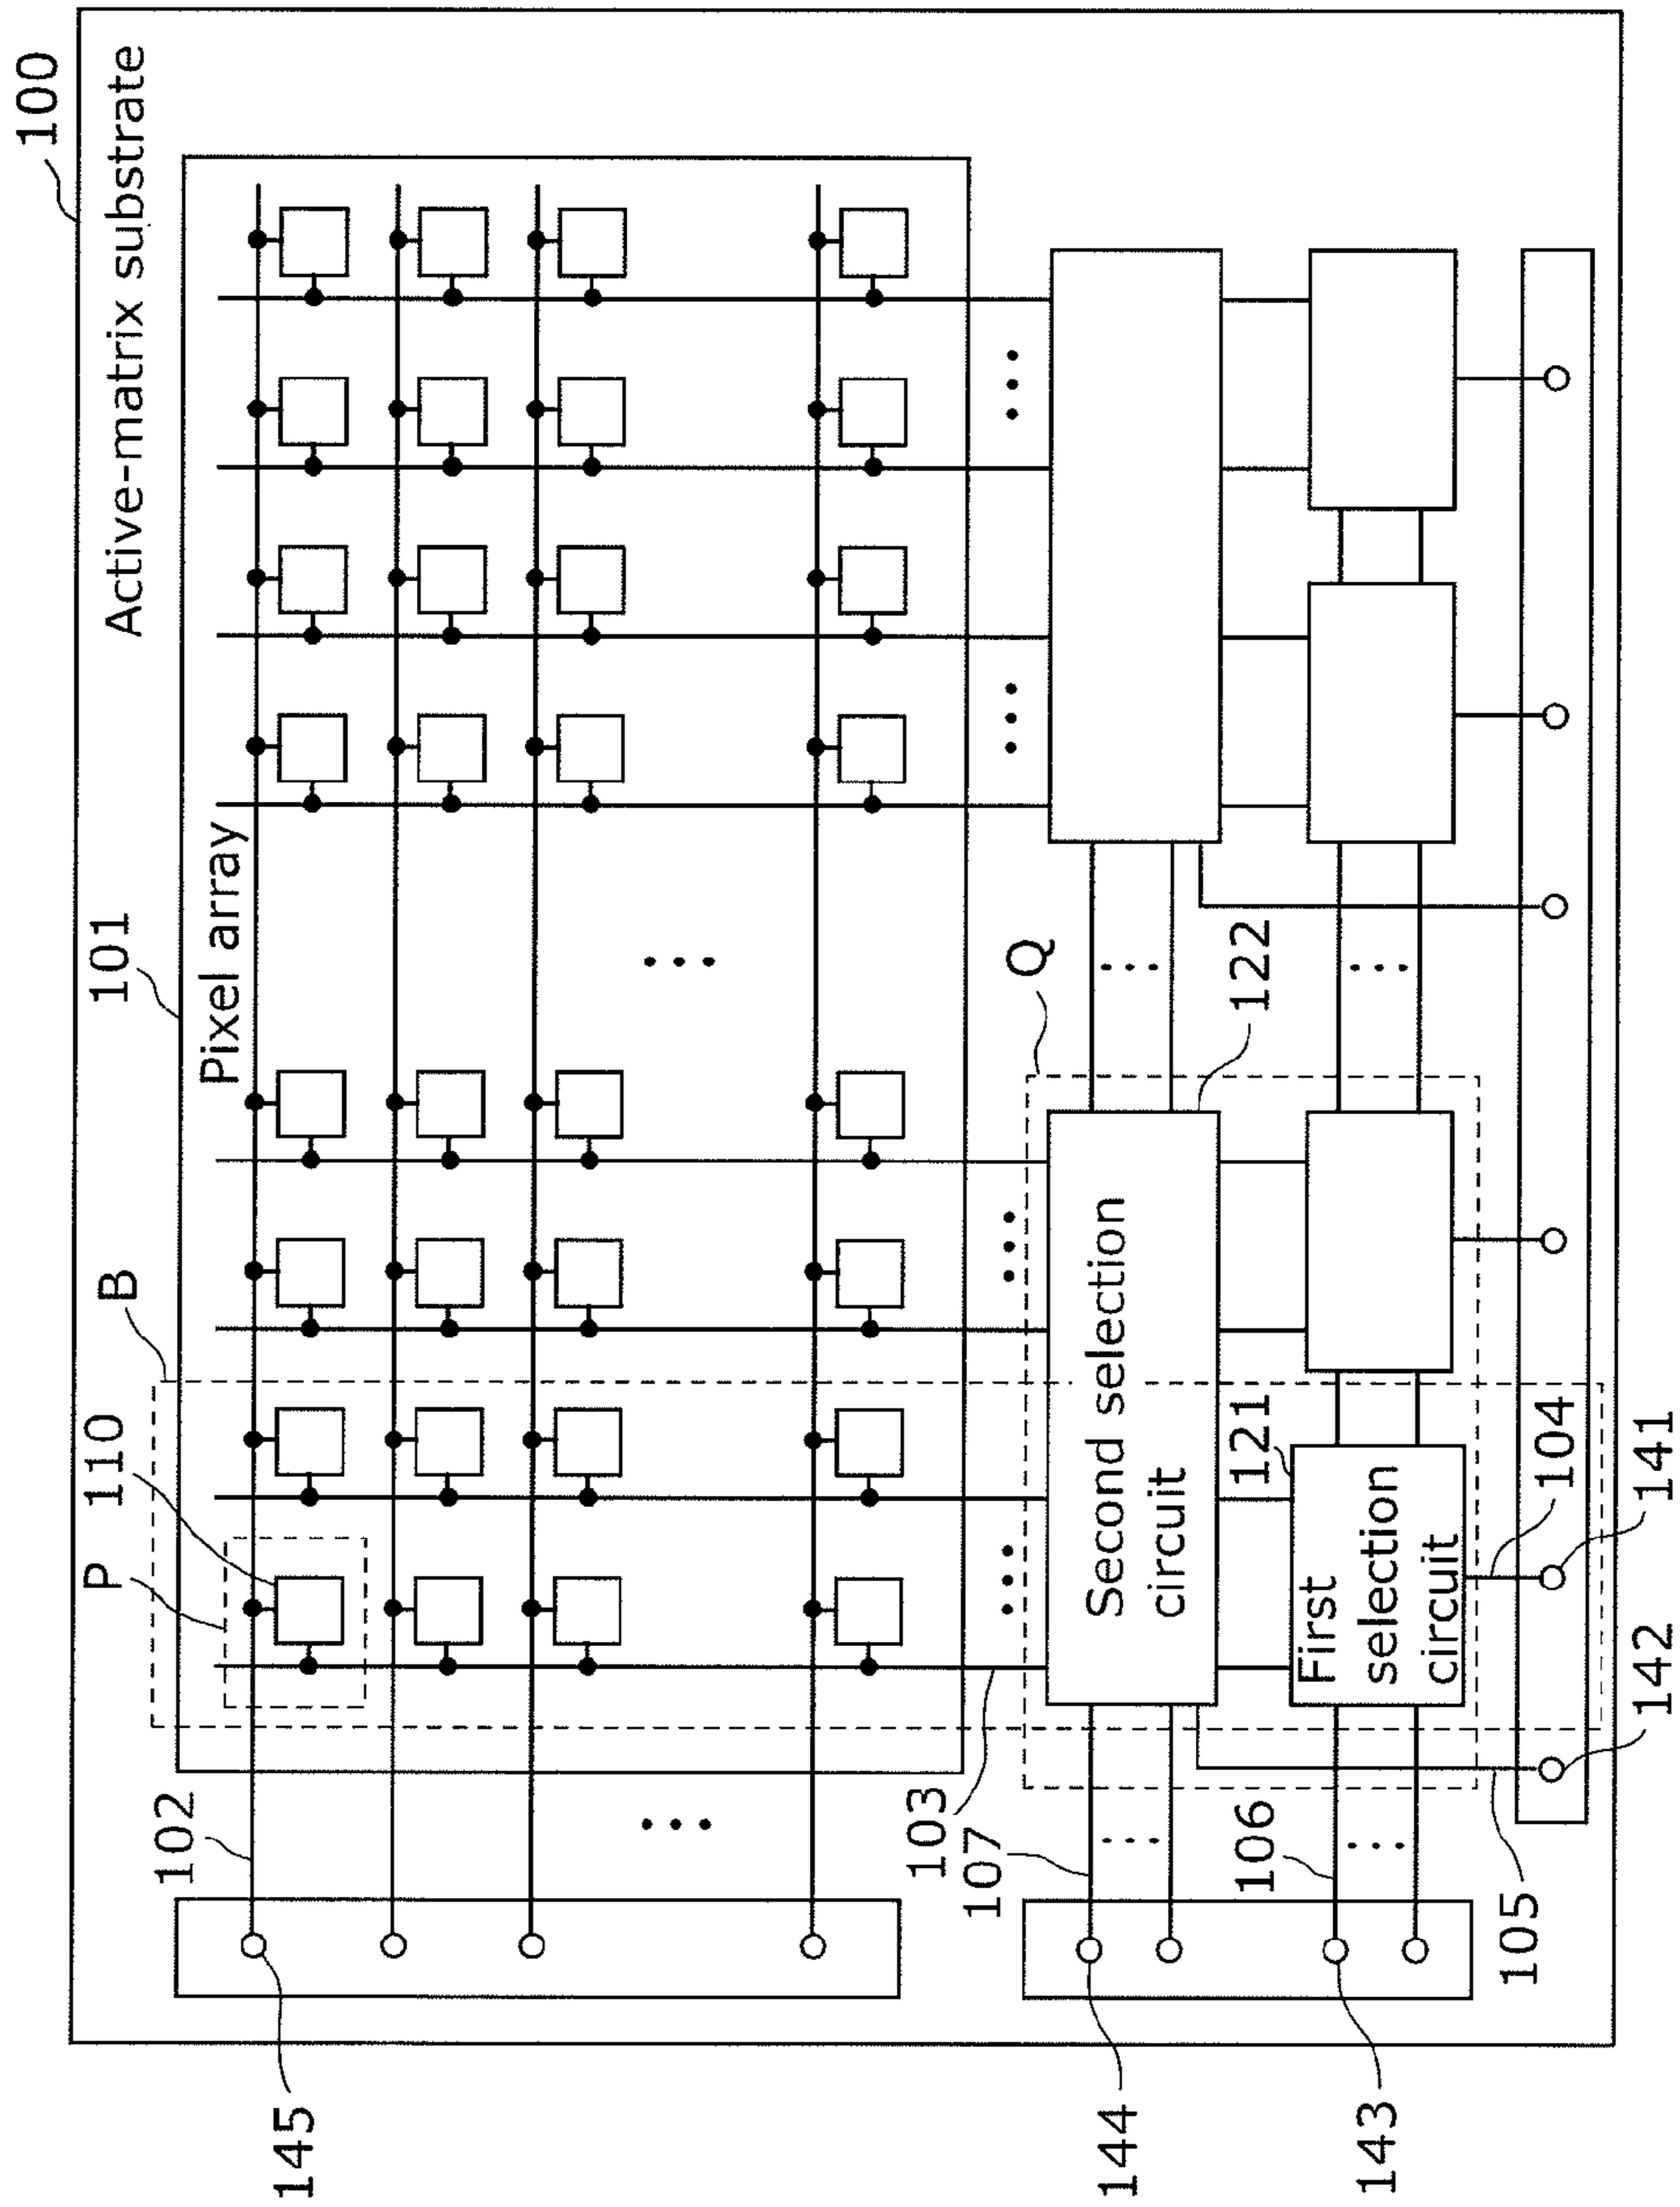 100
Active-matrix substrate
101
Pixel array
B
P
110
102
103
107
Q
122
Second selection
circuit
121
First
selection
circuit
106
104
105
141
142
145
144
143